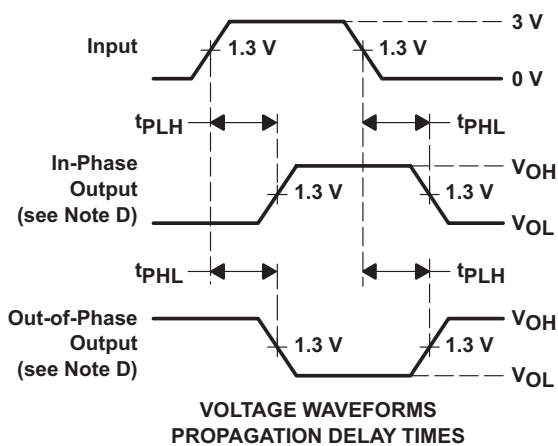 3 V
Input
1.3 V
1.3 V
0 V
tPLH
tPHL
In-Phase
Output
(see Note D)
VOH
1.3 V
1.3 V
VOL
tPHL
tPLH
Out-of-Phase
Output
(see Note D)
VOH
1.3 V
1.3 V
VOL
VOLTAGE WAVEFORMS
PROPAGATION DELAY TIMES